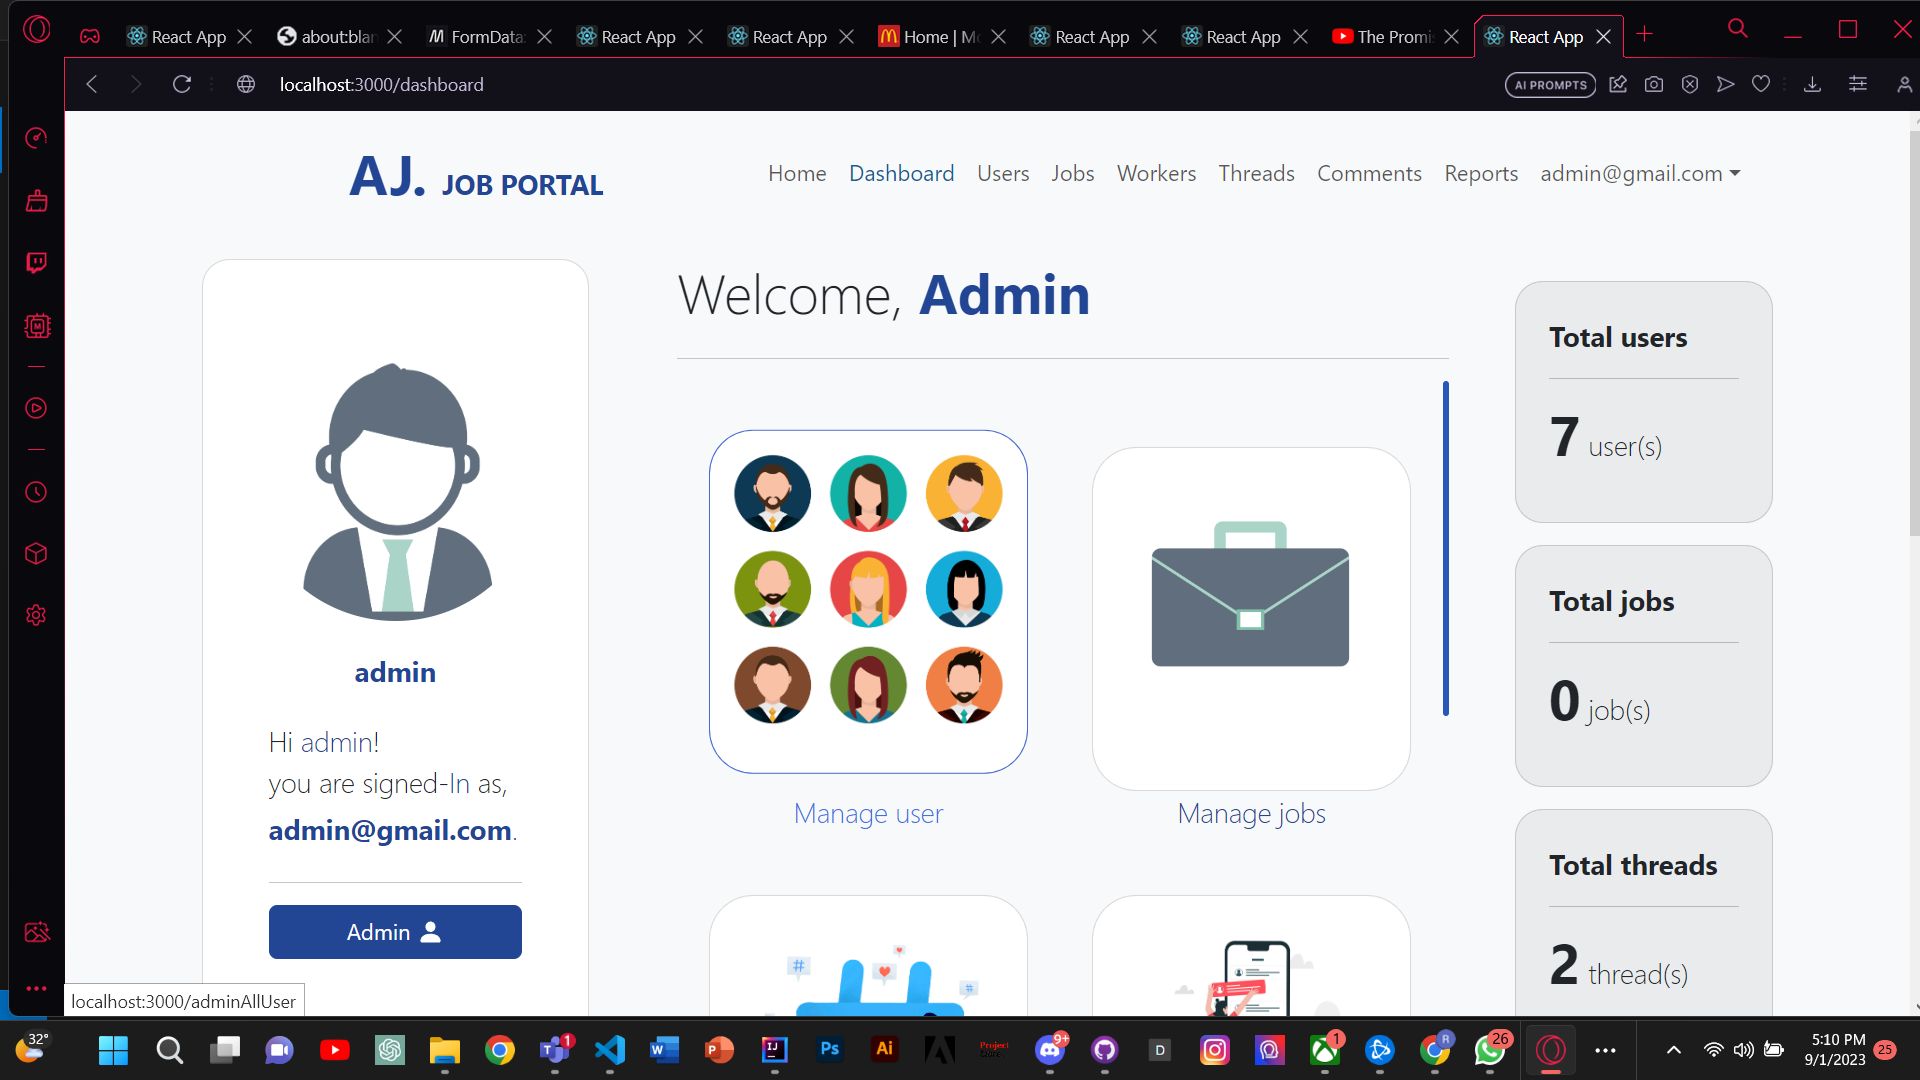 React App
about:blan
FormData:
React App
React App
Home | Mc
React App
React App
The Promi
React App
localhost:3000/dashboard
AI PROMPTS
AJ. JOB PORTAL
Home
Dashboard
Users
Jobs
Workers
Threads
Comments
Reports
admin@gmail.com
admin
Hi admin!
you are signed-In as,
admin@gmail.com.
Admin
Welcome, Admin
Manage user
Manage jobs
Total users
7 user(s)
Total jobs
0 job(s)
Total threads
2 thread(s)
localhost:3000/adminAllUser
32°
1
W
P
IJ
Ps
Ai
9+
D
1
R
26
5:10 PM
9/1/2023
25